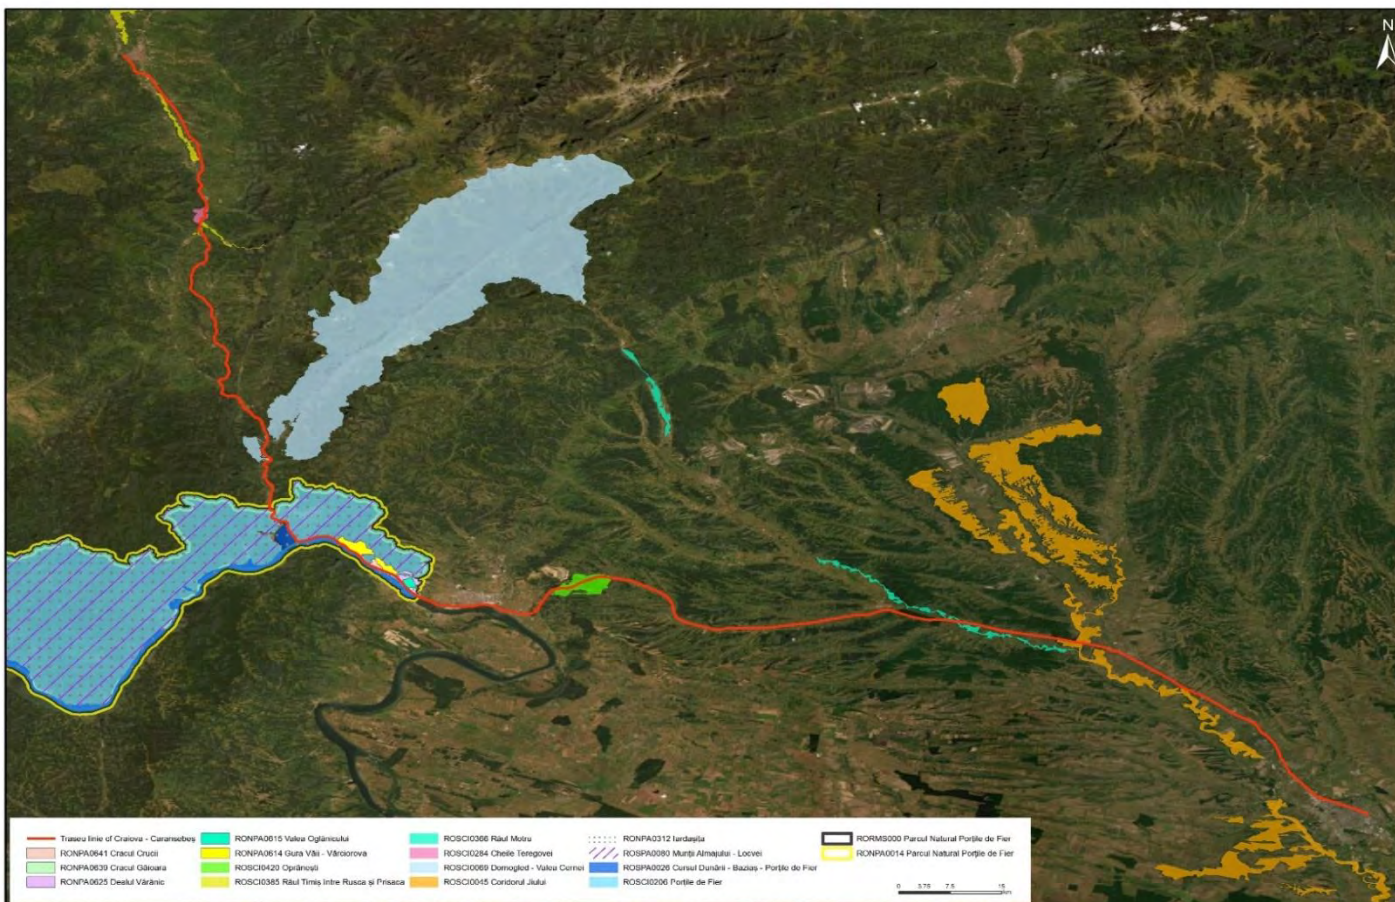 N
Traseu linie cf Craiova - Caransebeș
RONPA0641 Cracul Crucii
RONPA0639 Cracul Găioara
RONPA0625 Dealul Vărănic
RONPA0615 Valea Oglănicului
RONPA0614 Gura Văii - Vârciorova
ROSCI0420 Oprănești
ROSCI0385 Râul Timiș între Rusca și Prisaca
ROSCI0366 Râul Motru
ROSCI0284 Cheile Teregovei
ROSCI0069 Domogled - Valea Cernei
ROSCI0045 Coridorul Jiului
RONPA0312 Iardașița
ROSPA0080 Munții Almajului - Locvei
ROSPA0026 Cursul Dunării - Baziaș - Porțile de Fier
ROSCI0206 Porțile de Fier
RORMS000 Parcul Natural Porțile de Fier
RONPA0014 Parcul Natural Porțile de Fier
0 3.75 7.5 15
Km